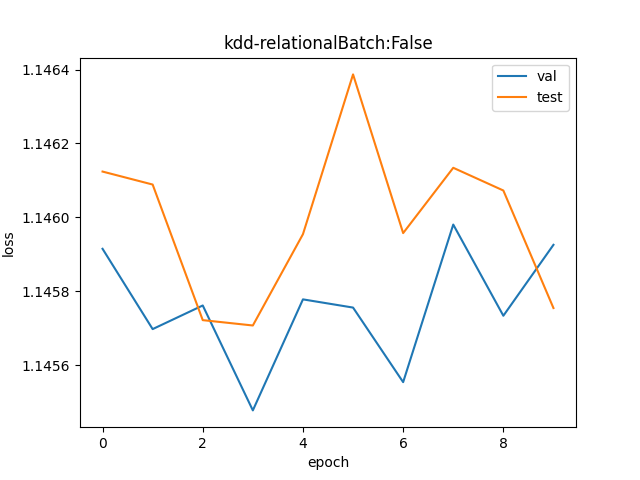 kdd-relationalBatch:False
1.1464
1.1462
1.1460
1.1458
1.1456
loss
val
test
0 2 4 6 8
epoch